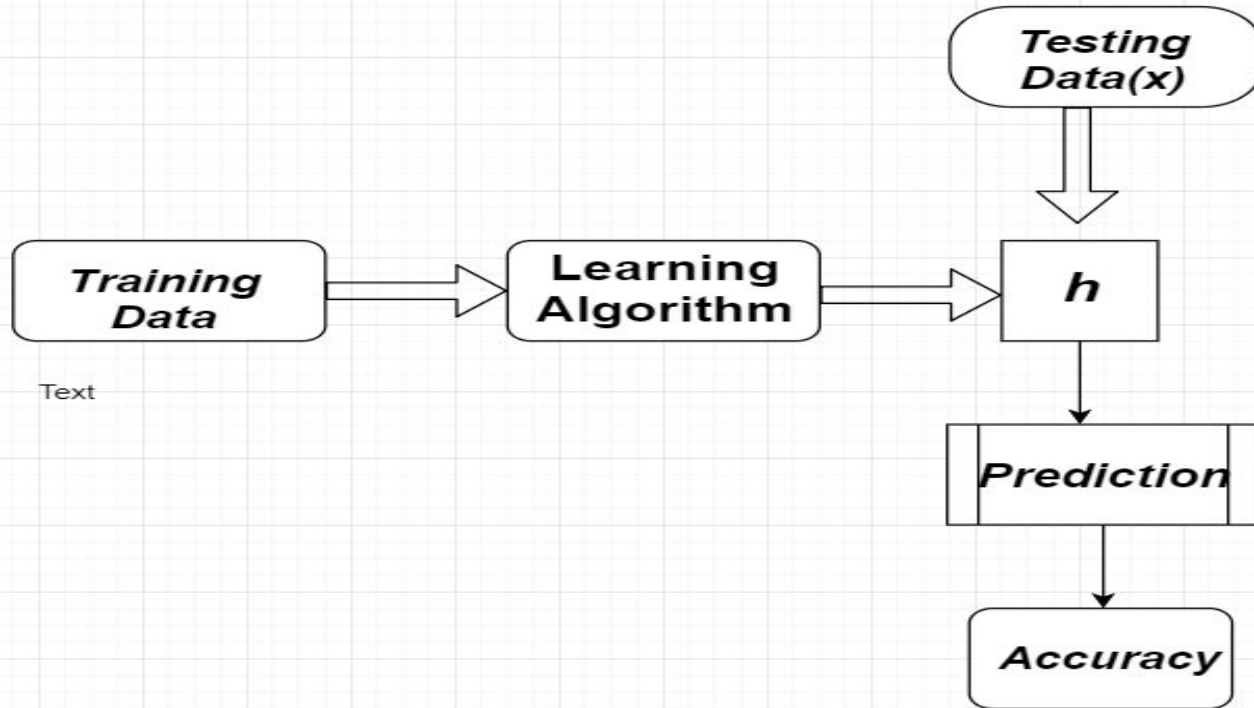 Testing
Data(x)
Training
Data
Learning
Algorithm
h
Text
Prediction
Accuracy